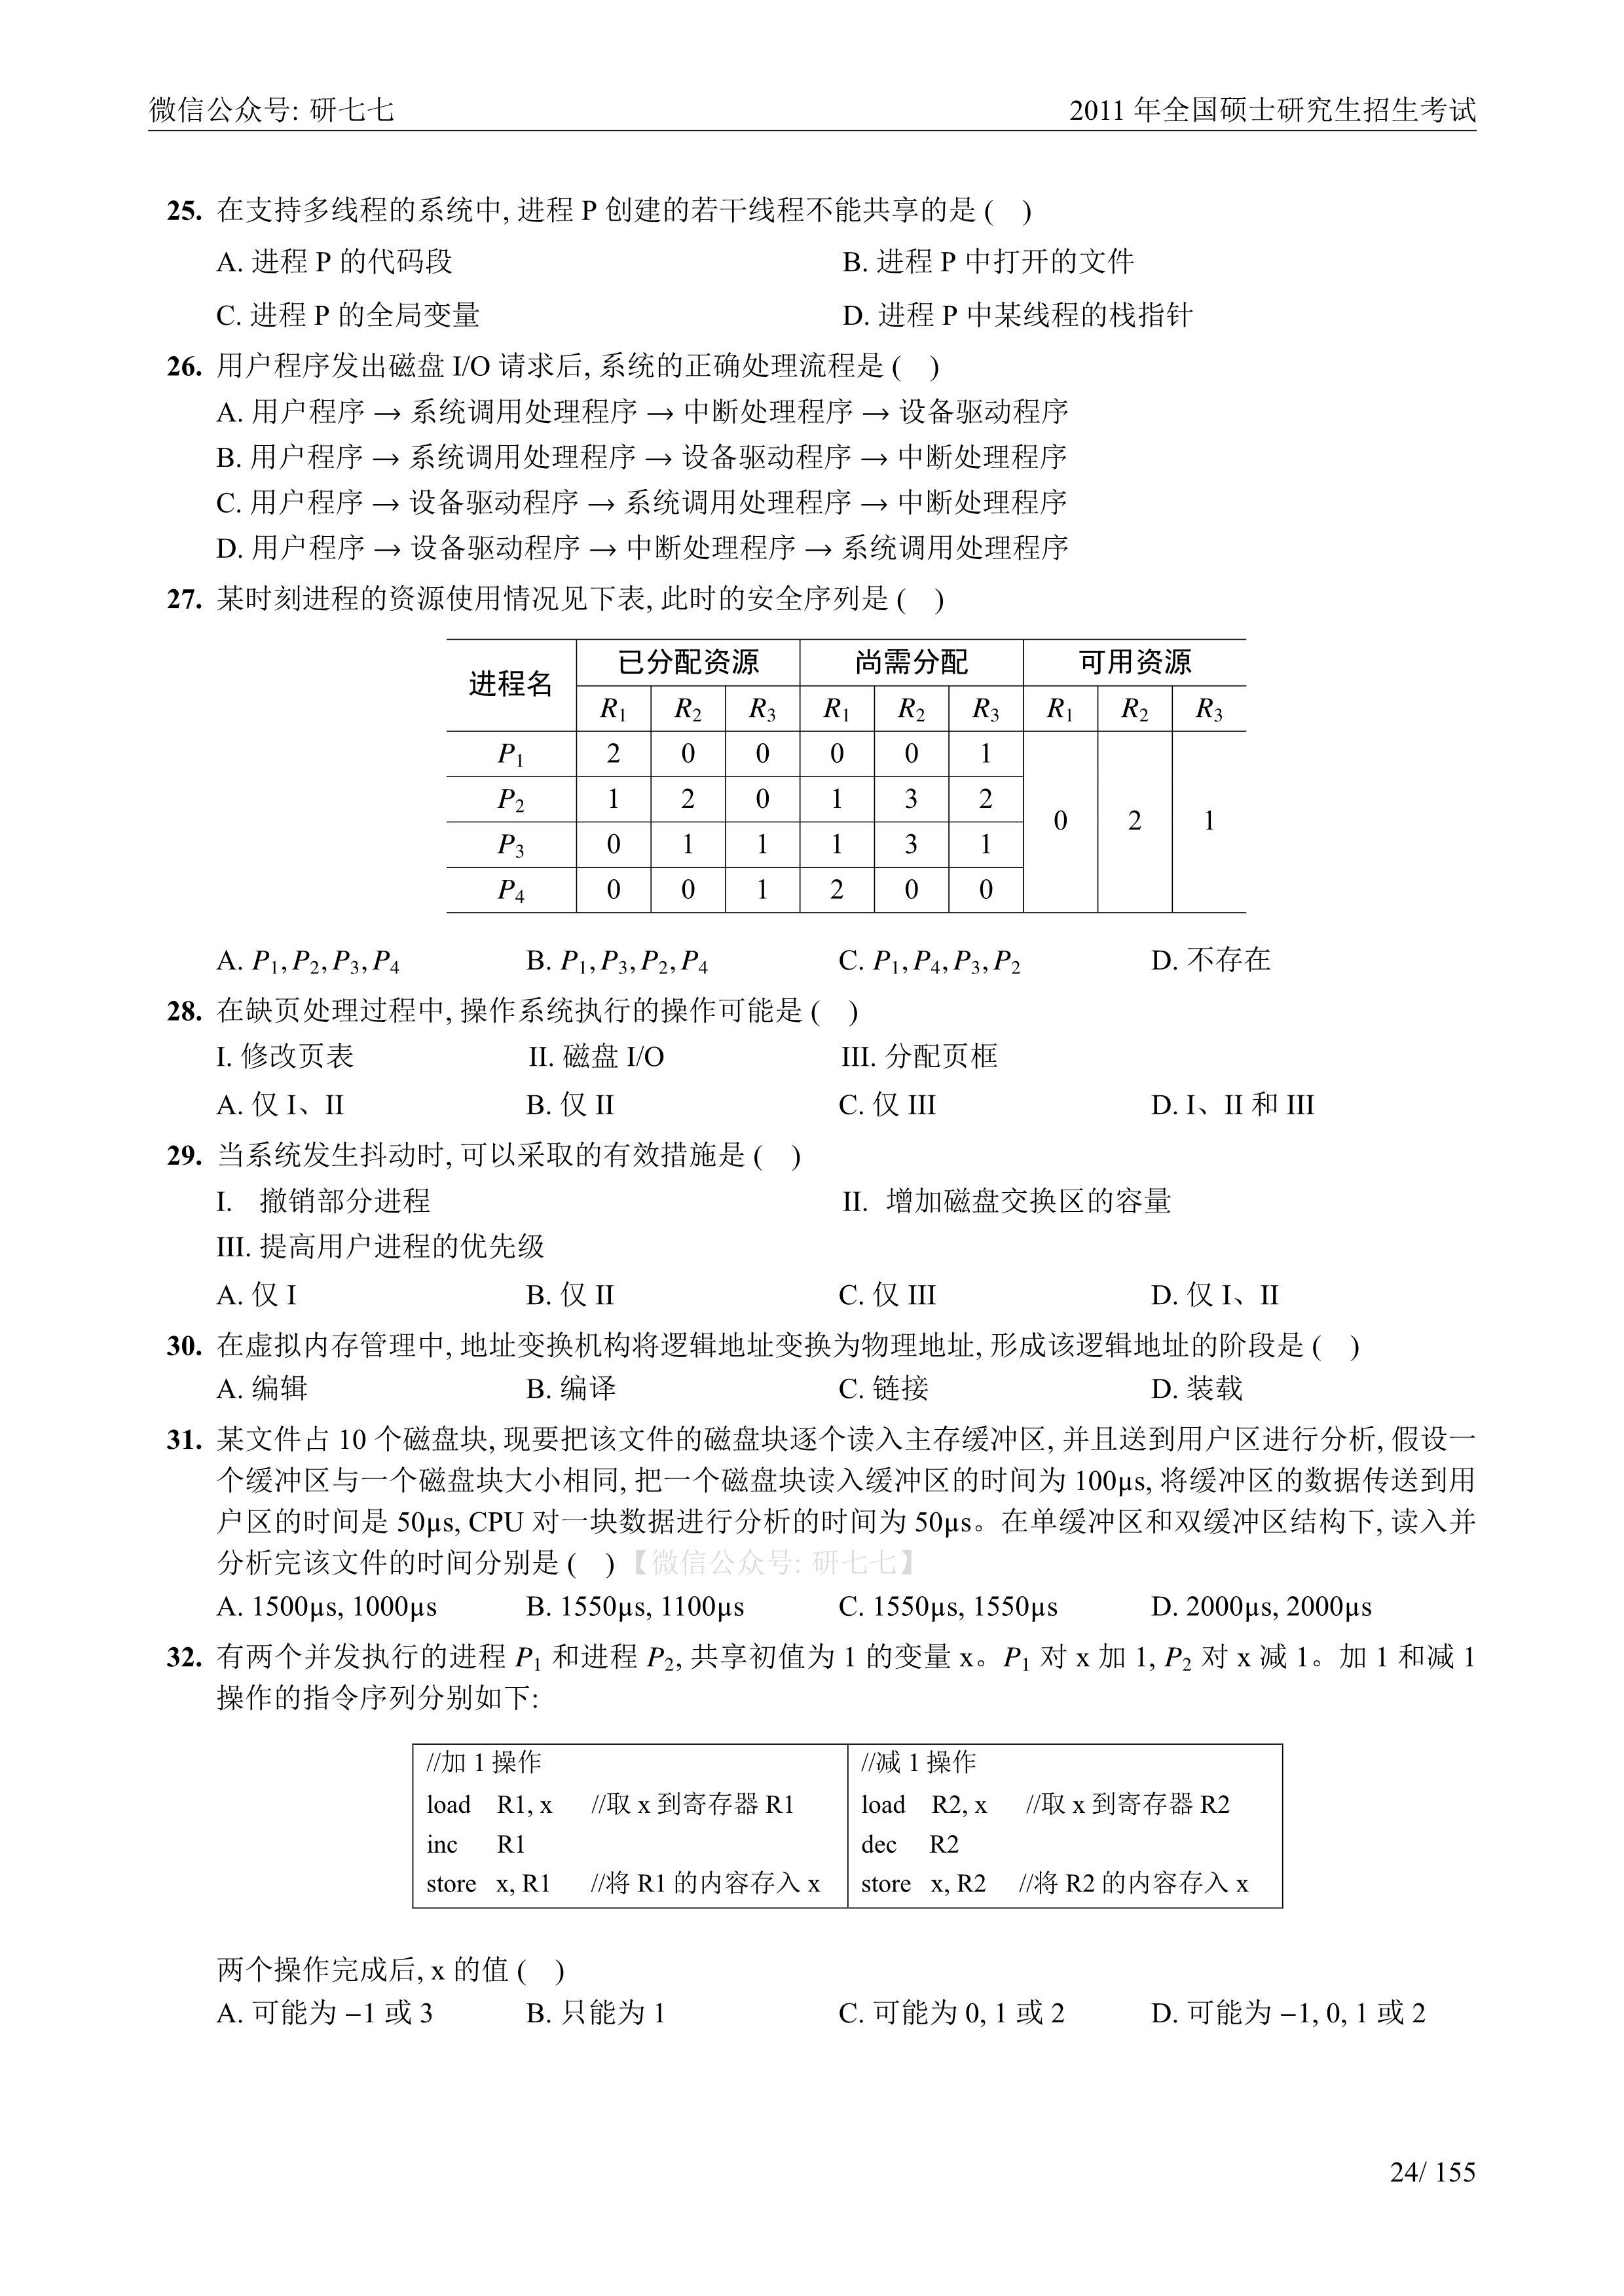 微信公众号: 研七七
2011 年全国硕士研究生招生考试
25. 在支持多线程的系统中, 进程 P 创建的若干线程不能共享的是 ( )
A. 进程 P 的代码段 B. 进程 P 中打开的文件
C. 进程 P 的全局变量 D. 进程 P 中某线程的栈指针
26. 用户程序发出磁盘 I/O 请求后, 系统的正确处理流程是 ( )
A. 用户程序 → 系统调用处理程序 → 中断处理程序 → 设备驱动程序
B. 用户程序 → 系统调用处理程序 → 设备驱动程序 → 中断处理程序
C. 用户程序 → 设备驱动程序 → 系统调用处理程序 → 中断处理程序
D. 用户程序 → 设备驱动程序 → 中断处理程序 → 系统调用处理程序
27. 某时刻进程的资源使用情况见下表, 此时的安全序列是 ( )
进程名 已分配资源 尚需分配 可用资源
R1 R2 R3 R1 R2 R3 R1 R2 R3
P1 2 0 0 0 0 1
P2 1 2 0 1 3 2
0 2 1
P3 0 1 1 1 3 1
P4 0 0 1 2 0 0
A. P1, P2, P3, P4 B. P1, P3, P2, P4 C. P1, P4, P3, P2 D. 不存在
28. 在缺页处理过程中, 操作系统执行的操作可能是 ( )
I. 修改页表 II. 磁盘 I/O III. 分配页框
A. 仅 I、II B. 仅 II C. 仅 III D. I、II 和 III
29. 当系统发生抖动时, 可以采取的有效措施是 ( )
I. 撤销部分进程 II. 增加磁盘交换区的容量
III. 提高用户进程的优先级
A. 仅 I B. 仅 II C. 仅 III D. 仅 I、II
30. 在虚拟内存管理中, 地址变换机构将逻辑地址变换为物理地址, 形成该逻辑地址的阶段是 ( )
A. 编辑 B. 编译 C. 链接 D. 装载
31. 某文件占 10 个磁盘块, 现要把该文件的磁盘块逐个读入主存缓冲区, 并且送到用户区进行分析, 假设一
个缓冲区与一个磁盘块大小相同, 把一个磁盘块读入缓冲区的时间为 100μs, 将缓冲区的数据传送到用
户区的时间是 50μs, CPU 对一块数据进行分析的时间为 50μs。在单缓冲区和双缓冲区结构下, 读入并
分析完该文件的时间分别是 ( ) 【微信公众号: 研七七】
A. 1500μs, 1000μs B. 1550μs, 1100μs C. 1550μs, 1550μs D. 2000μs, 2000μs
32. 有两个并发执行的进程 P1 和进程 P2, 共享初值为 1 的变量 x。P1 对 x 加 1, P2 对 x 减 1。加 1 和减 1
操作的指令序列分别如下:
//加 1 操作 //减 1 操作
load R1, x //取 x 到寄存器 R1 load R2, x //取 x 到寄存器 R2
inc R1 dec R2
store x, R1 //将 R1 的内容存入 x store x, R2 //将 R2 的内容存入 x
两个操作完成后, x 的值 ( )
A. 可能为 –1 或 3 B. 只能为 1 C. 可能为 0, 1 或 2 D. 可能为 –1, 0, 1 或 2
24/ 155